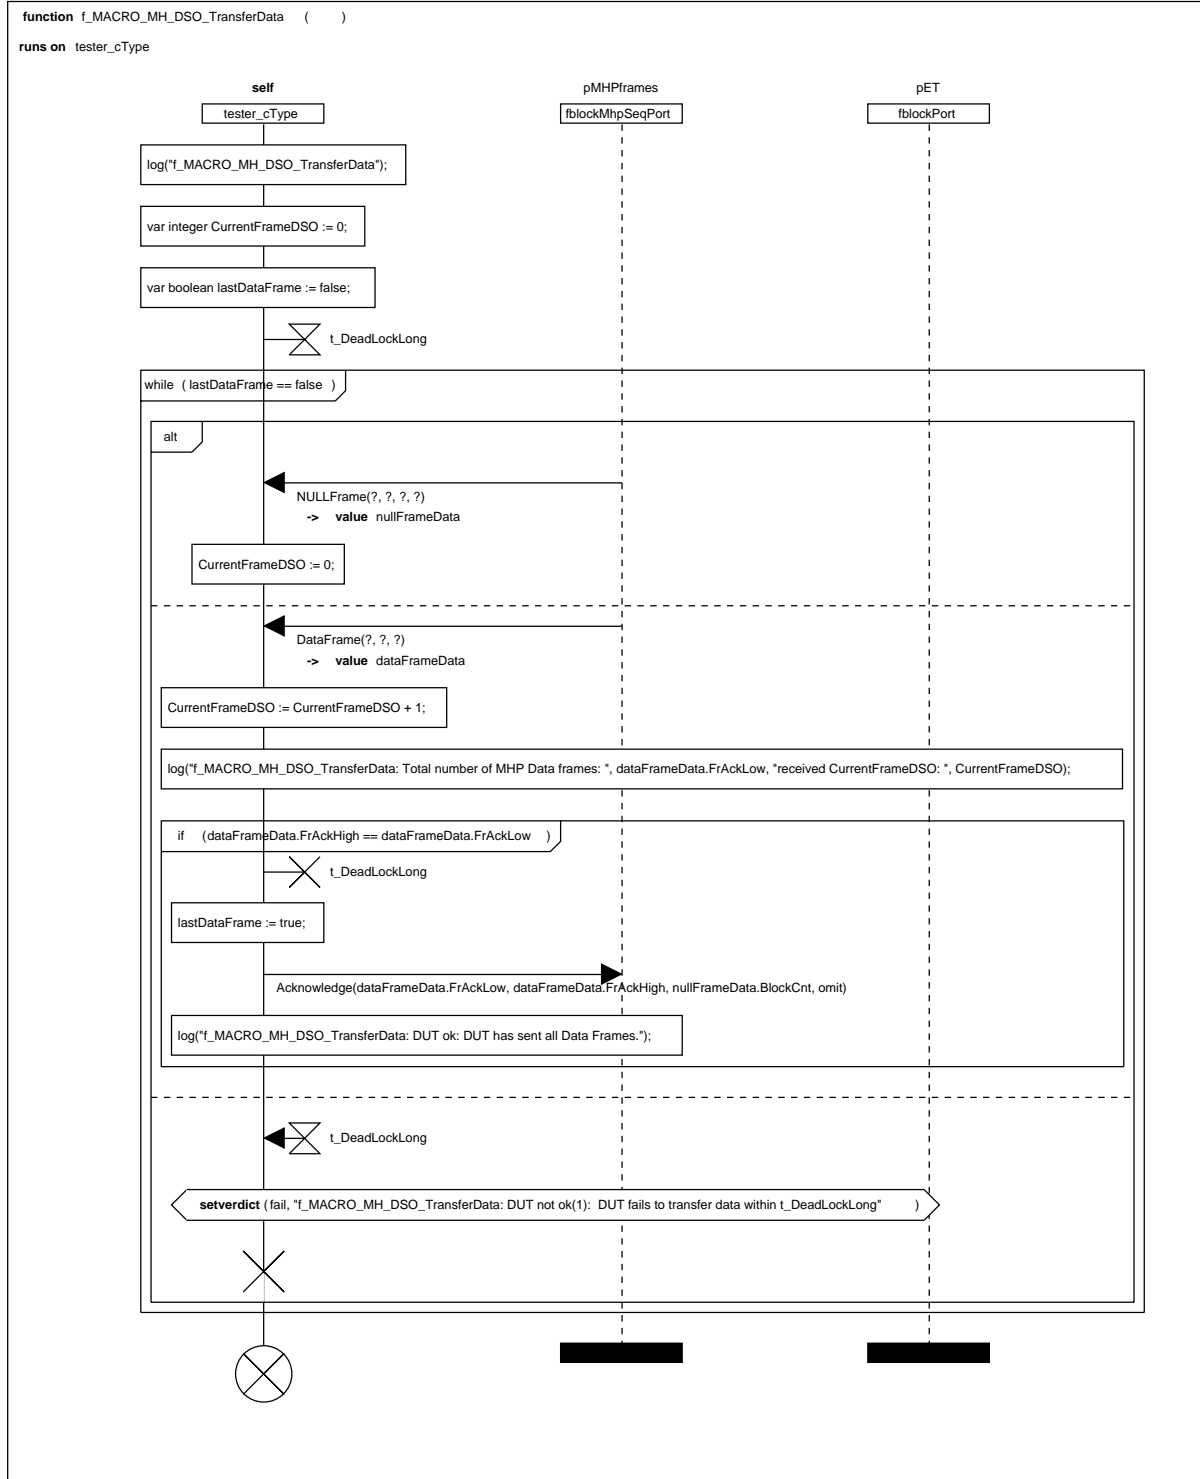 function f_MACRO_MH_DSO_TransferData ( )
runs on tester_cType
self pMHPframes pET
tester_cType fblockMhpSeqPort fblockPort
log("f_MACRO_MH_DSO_TransferData");
var integer CurrentFrameDSO := 0;
var boolean lastDataFrame := false;
t_DeadLockLong
while ( lastDataFrame == false )
alt
NULLFrame(?, ?, ?, ?)
-> value nullFrameData
CurrentFrameDSO := 0;
DataFrame(?, ?, ?)
-> value dataFrameData
CurrentFrameDSO := CurrentFrameDSO + 1;
log("f_MACRO_MH_DSO_TransferData: Total number of MHP Data frames: ", dataFrameData.FrAckLow, "received CurrentFrameDSO: ", CurrentFrameDSO);
if (dataFrameData.FrAckHigh == dataFrameData.FrAckLow )
t_DeadLockLong
lastDataFrame := true;
Acknowledge(dataFrameData.FrAckLow, dataFrameData.FrAckHigh, nullFrameData.BlockCnt, omit)
log("f_MACRO_MH_DSO_TransferData: DUT ok: DUT has sent all Data Frames.");
t_DeadLockLong
setverdict (fail, "f_MACRO_MH_DSO_TransferData: DUT not ok(1): DUT fails to transfer data within t_DeadLockLong" )